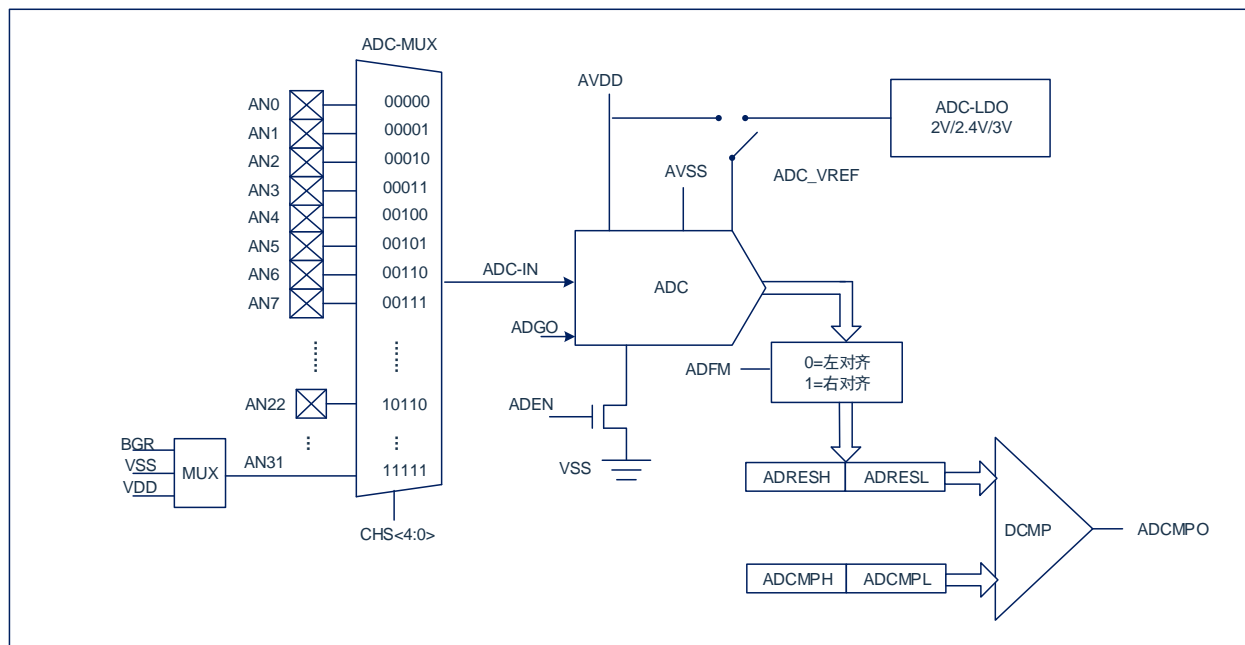 ADC-MUX
AN0
00000
AN1
00001
AN2
00010
AN3
00011
AN4
00100
AN5
00101
AN6
00110
AN7
00111
AN22
10110
BGR
VSS
VDD
MUX
AN31
11111
CHS<4:0>
AVDD
ADC-LDO
2V/2.4V/3V
AVSS
ADC_VREF
ADC-IN
ADC
ADGO
ADEN
VSS
ADFM
0=左对齐
1=右对齐
ADRESH
ADRESL
DCMP
ADCMPO
ADCMPH
ADCMPL